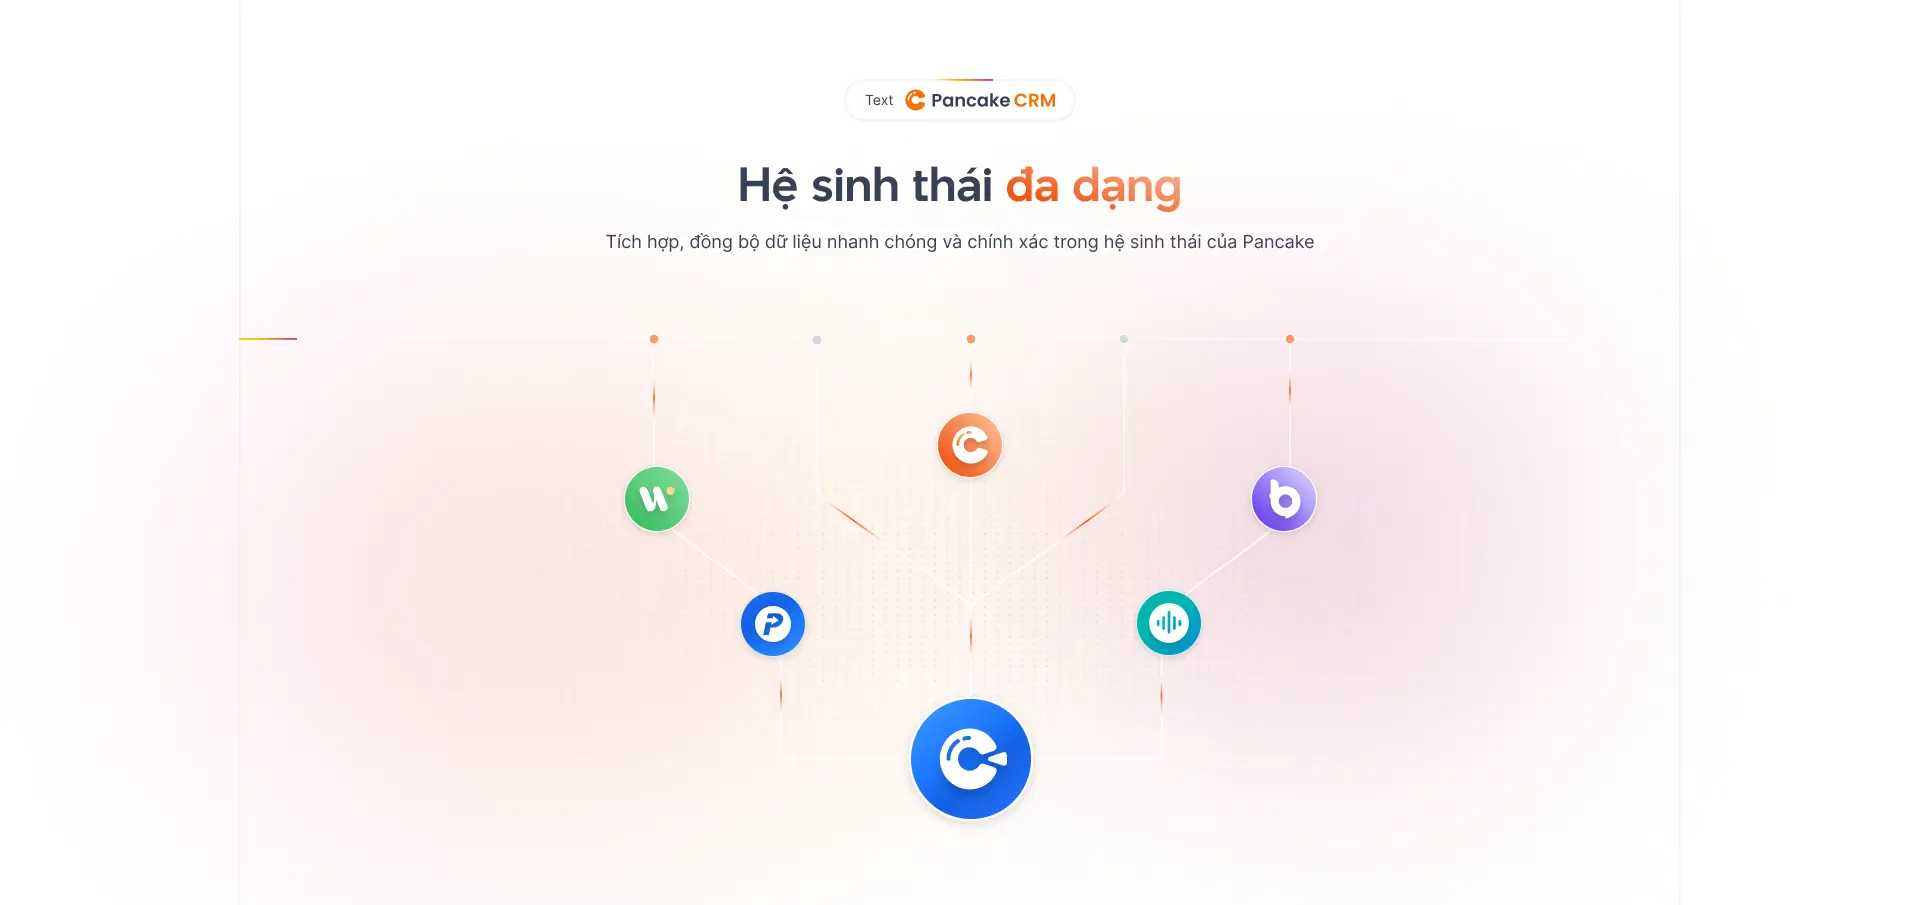 Text Pancake CRM
Hệ sinh thái đa dạng
Tích hợp, đồng bộ dữ liệu nhanh chóng và chính xác trong hệ sinh thái của Pancake